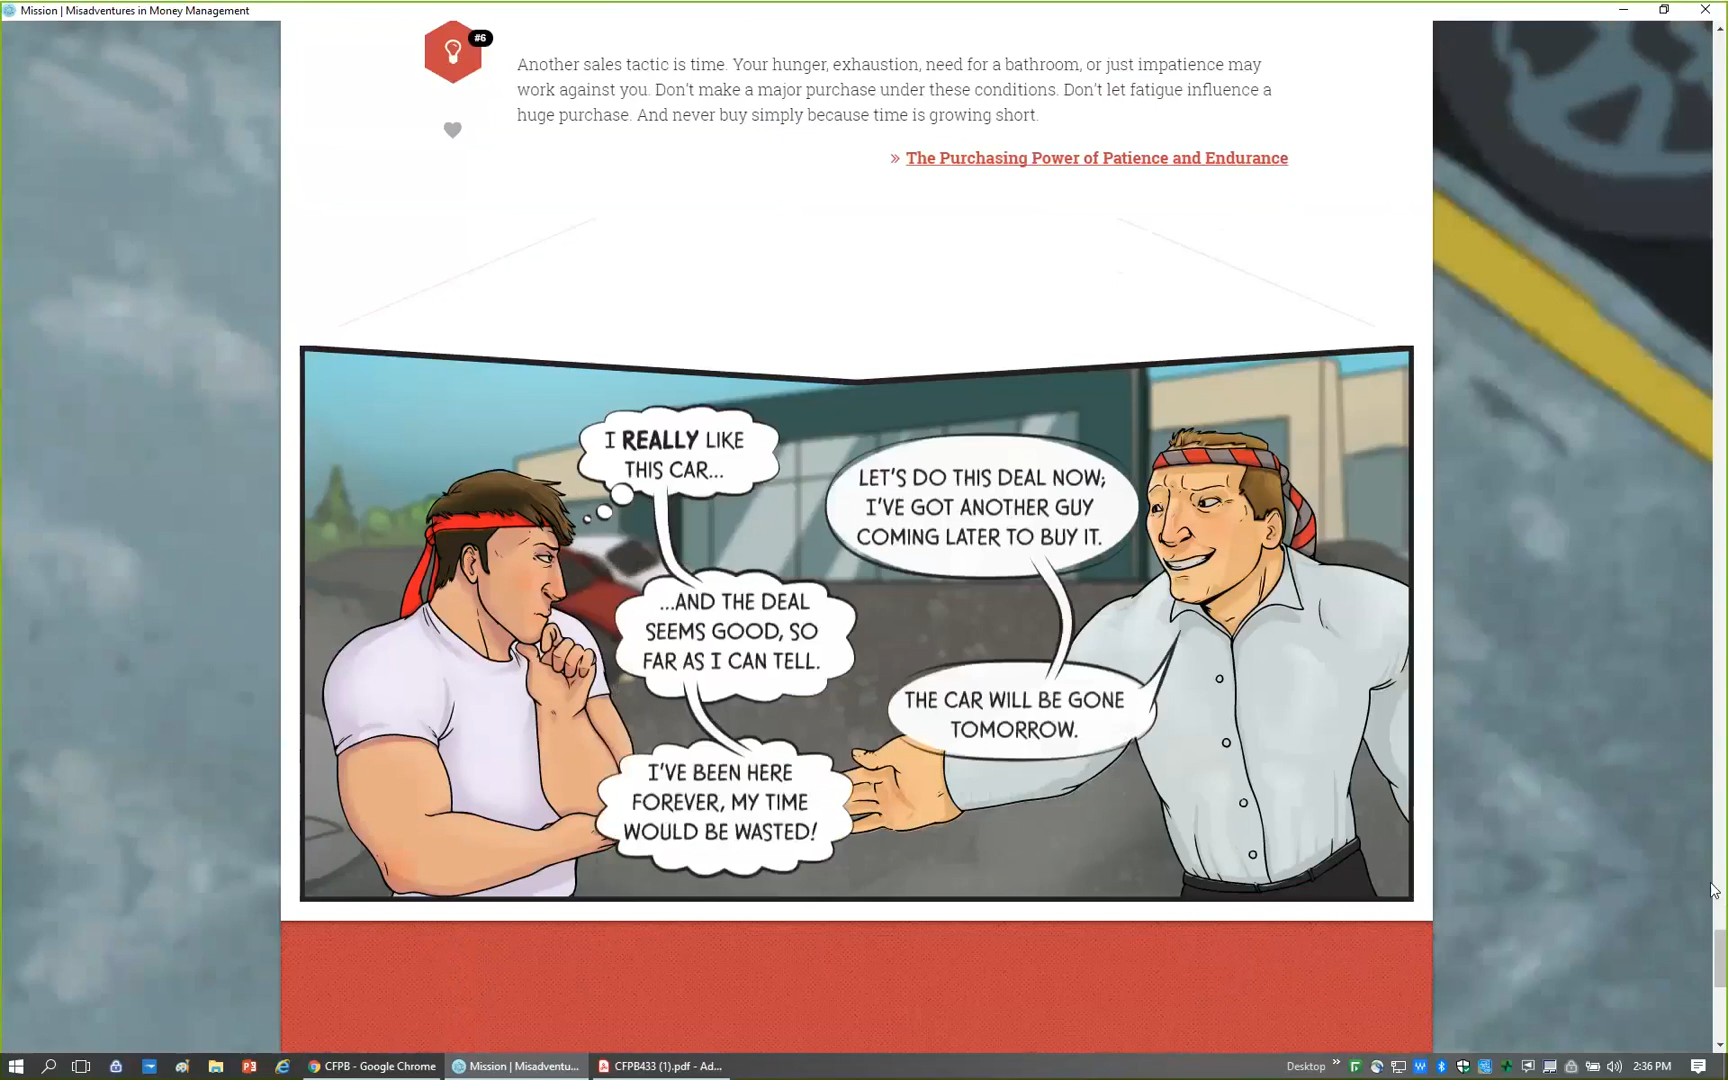 Mission | Misadventures in Money Management
#6
Another sales tactic is time. Your hunger, exhaustion, need for a bathroom, or just impatience may
work against you. Don't make a major purchase under these conditions. Don't let fatigue influence a
huge purchase. And never buy simply because time is growing short.
» The Purchasing Power of Patience and Endurance
I REALLY LIKE
THIS CAR...
...AND THE DEAL
SEEMS GOOD, SO
FAR AS I CAN TELL.
I'VE BEEN HERE
FOREVER, MY TIME
WOULD BE WASTED!
LET'S DO THIS DEAL NOW;
I'VE GOT ANOTHER GUY
COMING LATER TO BUY IT.
THE CAR WILL BE GONE
TOMORROW.
CFPB - Google Chrome
Mission | Misadventu...
CFPB433 (1).pdf - Ad...
Desktop
2:36 PM